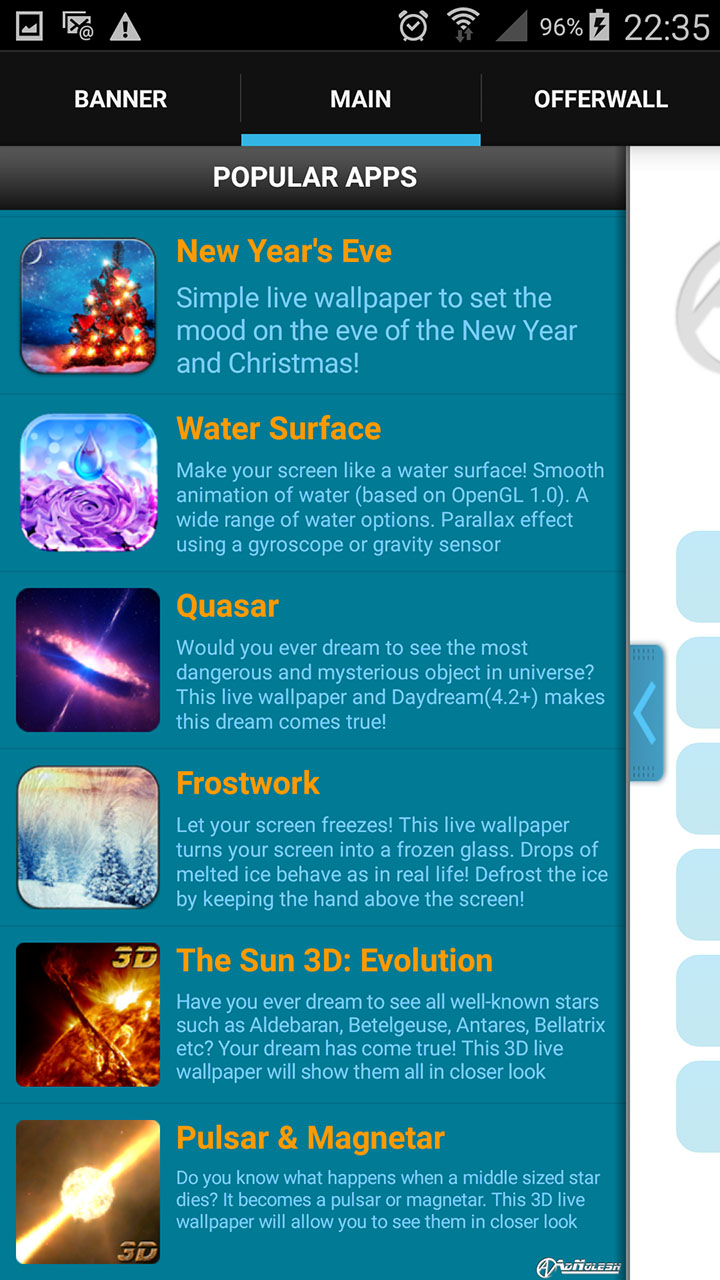 96% 22:35
BANNER MAIN OFFERWALL
POPULAR APPS
New Year's Eve
Simple live wallpaper to set the
mood on the eve of the New Year
and Christmas!
Water Surface
Make your screen like a water surface! Smooth
animation of water (based on OpenGL 1.0). A
wide range of water options. Parallax effect
using a gyroscope or gravity sensor
Quasar
Would you ever dream to see the most
dangerous and mysterious object in universe?
This live wallpaper and Daydream(4.2+) makes
this dream comes true!
Frostwork
Let your screen freezes! This live wallpaper
turns your screen into a frozen glass. Drops of
melted ice behave as in real life! Defrost the ice
by keeping the hand above the screen!
3D
The Sun 3D: Evolution
Have you ever dream to see all well-known stars
such as Aldebaran, Betelgeuse, Antares, Bellatrix
etc? Your dream has come true! This 3D live
wallpaper will show them all in closer look
Pulsar & Magnetar
Do you know what happens when a middle sized star
dies? It becomes a pulsar or magnetar. This 3D live
wallpaper will allow you to see them in closer look
3D
AdNolesh